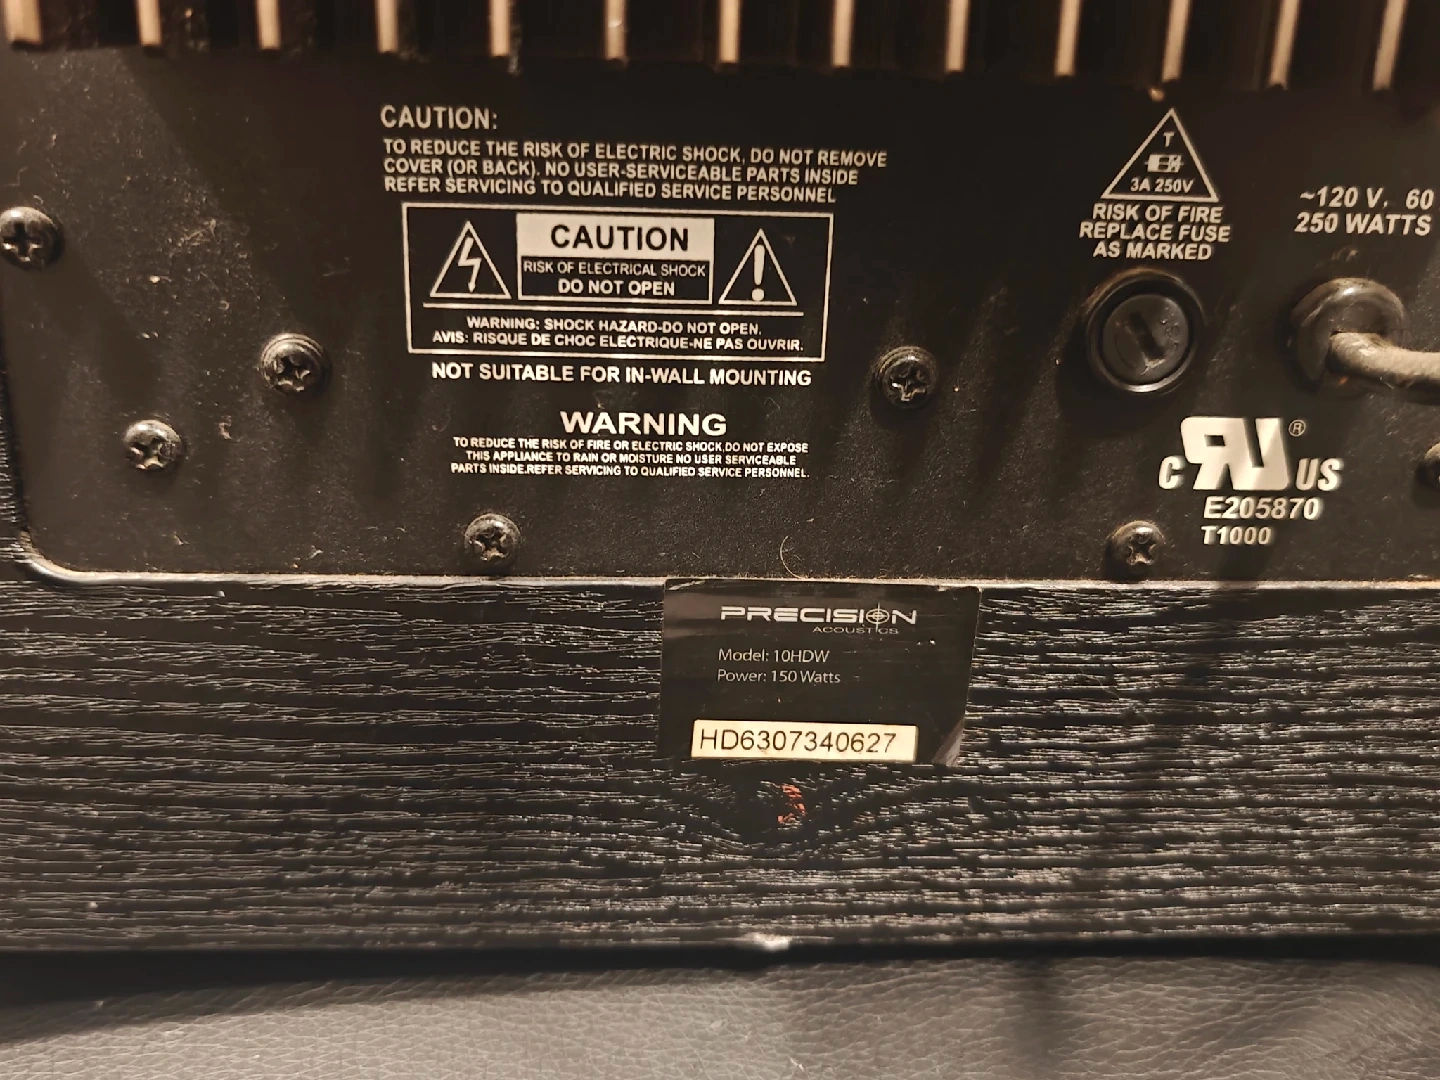 CAUTION:
TO REDUCE THE RISK OF ELECTRIC SHOCK, DO NOT REMOVE
COVER (OR BACK). NO USER-SERVICEABLE PARTS INSIDE
REFER SERVICING TO QUALIFIED SERVICE PERSONNEL
CAUTION
RISK OF ELECTRICAL SHOCK
DO NOT OPEN
WARNING: SHOCK HAZARD-DO NOT OPEN.
AVIS: RISQUE DE CHOC ELECTRIQUE-NE PAS OUVRIR.
NOT SUITABLE FOR IN-WALL MOUNTING
WARNING
TO REDUCE THE RISK OF FIRE OR ELECTRIC SHOCK,DO NOT EXPOSE
THIS APPLIANCE TO RAIN OR MOISTURE NO USER SERVICEABLE
PARTS INSIDE.REFER SERVICING TO QUALIFIED SERVICE PERSONNEL.
T
3A 250V
RISK OF FIRE
REPLACE FUSE
AS MARKED
~120 V, 60
250 WATTS
C RU ® US
E205870
T1000
PRECISION
ACOUSTICS
Model: 10HDW
Power: 150 Watts
HD6307340627